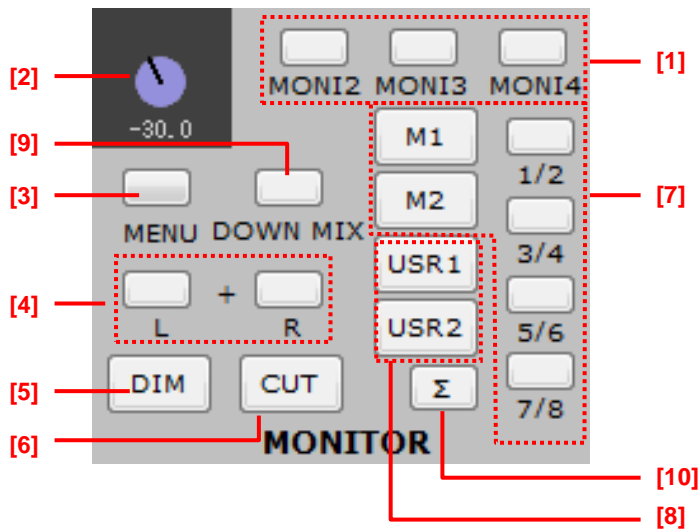 [1]
[2]
MONI2 MONI3 MONI4
-30.0
[9]
M1
1/2
[3]
[7]
M2
MENU DOWN MIX
3/4
USR1
[4]
+
L R
USR2
5/6
[5]
DIM CUT
Σ
7/8
[6]
MONITOR
[10]
[8]